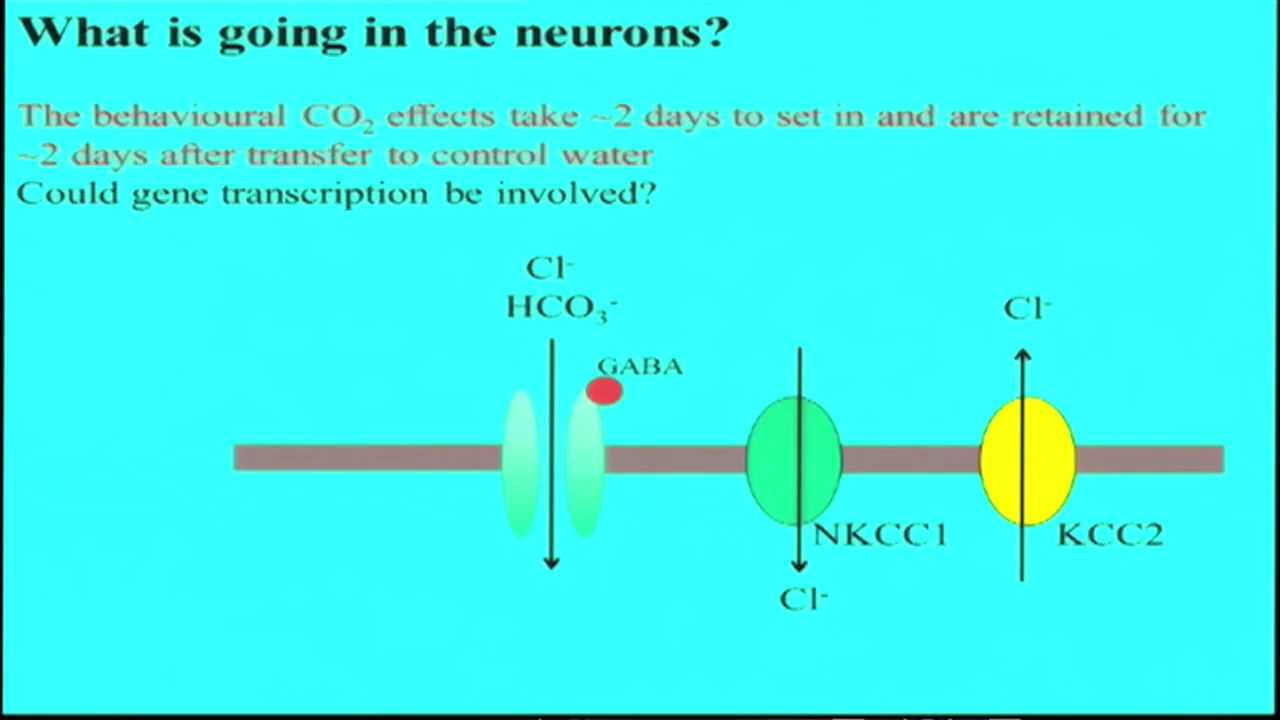 What is going in the neurons?
The behavioural CO₂ effects take ~2 days to set in and are retained for
~2 days after transfer to control water
Could gene transcription be involved?
Cl⁻
HCO₃⁻
Cl⁻
GABA
NKCC1
KCC2
Cl⁻